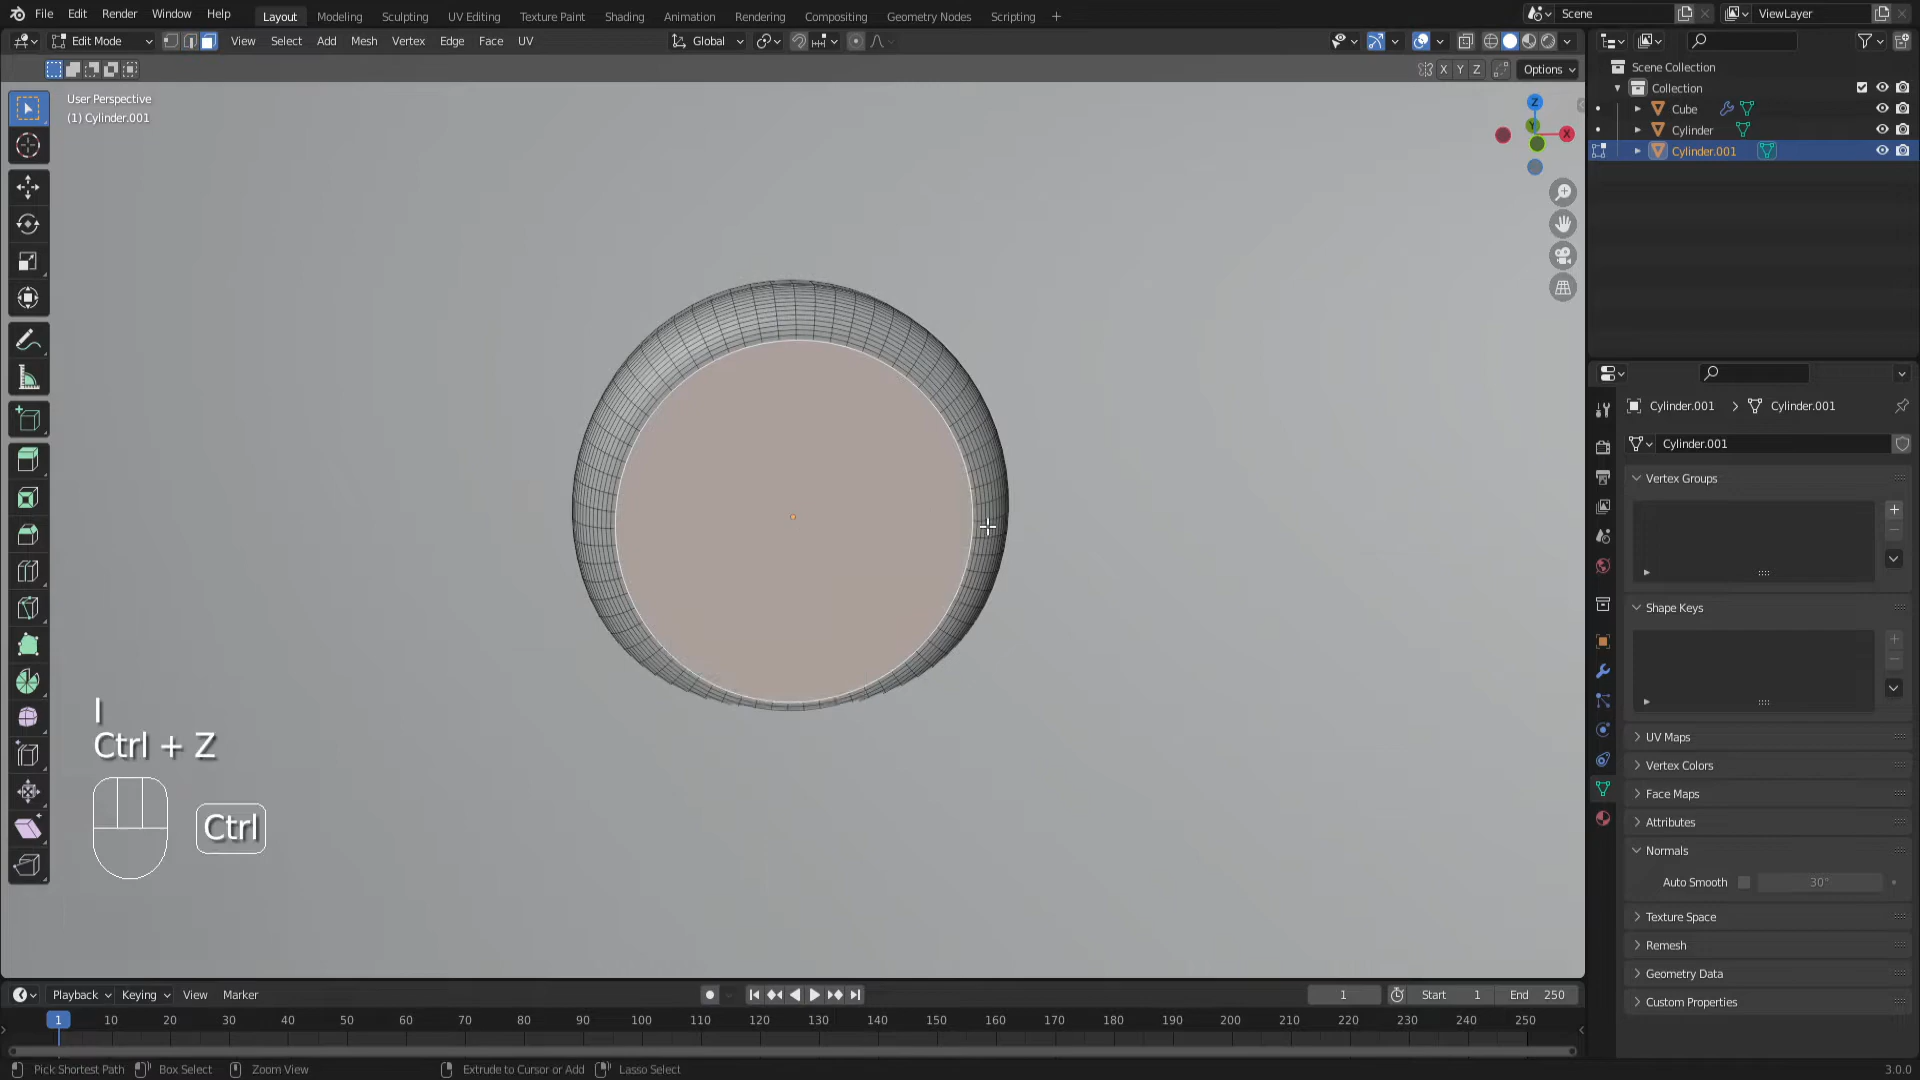 File Edit Render Window Help Layout Modeling Sculpting UV Editing Texture Paint Shading Animation Rendering Compositing Geometry Nodes Scripting + Scene ViewLayer
Edit Mode View Select Add Mesh Vertex Edge Face UV Global
X Y Z Options
User Perspective
(1) Cylinder.001
Z
Y
X
Scene Collection
Collection
Cube
Cylinder
Cylinder.001
Cylinder.001 > Cylinder.001
Cylinder.001
Vertex Groups
Shape Keys
UV Maps
Vertex Colors
Face Maps
Attributes
Normals
Auto Smooth 30°
Texture Space
Remesh
Geometry Data
Custom Properties
I
Ctrl + Z
Ctrl
Playback Keying View Marker 1 Start 1 End 250
1 10 20 30 40 50 60 70 80 90 100 110 120 130 140 150 160 170 180 190 200 210 220 230 240 250
Pick Shortest Path Box Select Zoom View Extrude to Cursor or Add Lasso Select 3.0.0